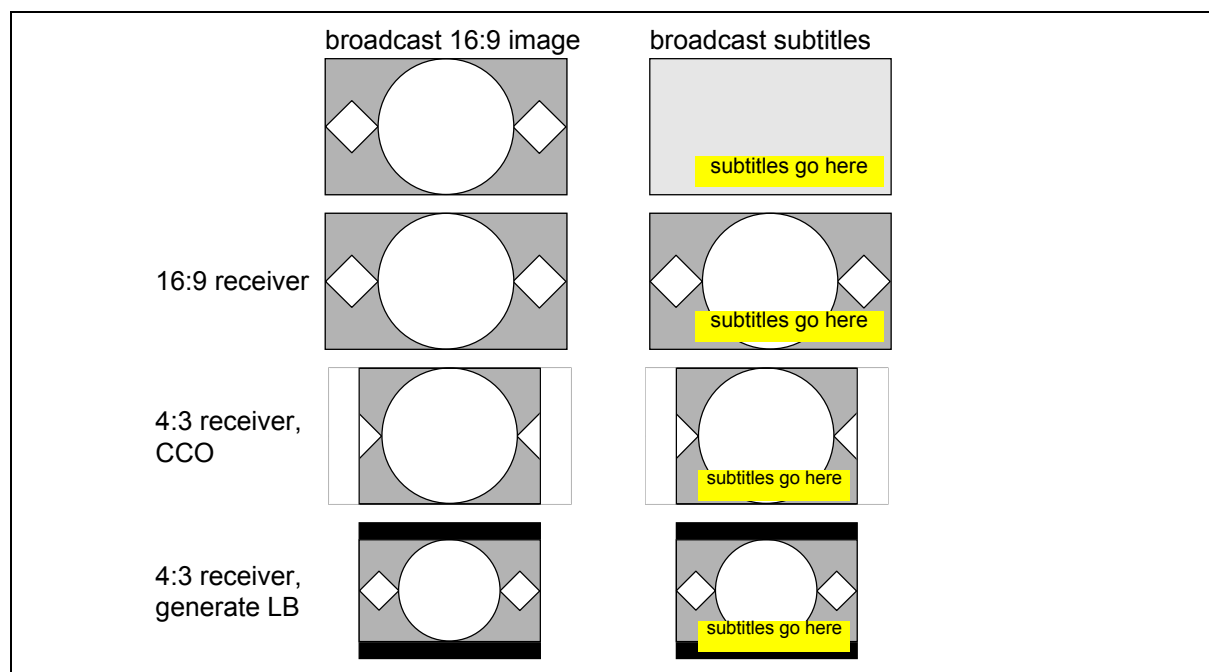 broadcast 16:9 image
broadcast subtitles
subtitles go here
16:9 receiver
subtitles go here
4:3 receiver,
CCO
subtitles go here
4:3 receiver,
generate LB
subtitles go here